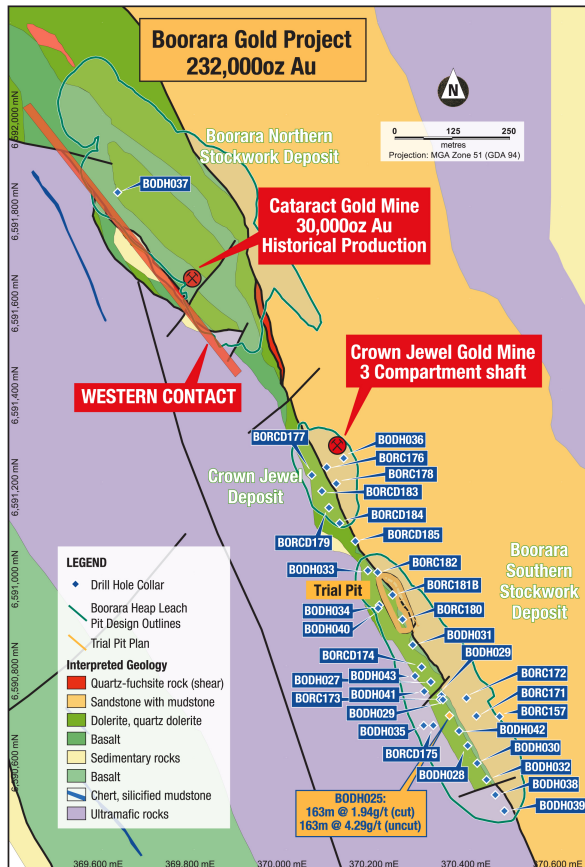 Boorara Gold Project
232,000oz Au
N
0 125 250
metres
Projection: MGA Zone 51 (GDA 94)
6,592,000 mN
6,591,800 mN
6,591,600 mN
6,591,400 mN
6,591,200 mN
6,591,000 mN
6,590,800 mN
6,590,600 mN
Boorara Northern
Stockwork Deposit
BODH037
Cataract Gold Mine
30,000oz Au
Historical Production
WESTERN CONTACT
Crown Jewel Gold Mine
3 Compartment shaft
BORCD177
BODH036
BORC176
BORC178
BORCD183
Crown Jewel
Deposit
BORCD184
BORCD179
BORCD185
BODH033
BORC182
Boorara
Southern
Stockwork
Deposit
Trial Pit
BORC181B
BODH034
BORC180
BODH040
BODH031
BORCD174
BODH029
BODH027
BODH043
BORC172
BORC173
BODH041
BORC171
BODH029
BORC157
BODH035
BODH042
BORCD175
BODH030
BODH028
BODH032
BODH038
BODH039
BODH025:
163m @ 1.94g/t (cut)
163m @ 4.29g/t (uncut)
LEGEND
Drill Hole Collar
Boorara Heap Leach
Pit Design Outlines
Trial Pit Plan
Interpreted Geology
Quartz-fuchsite rock (shear)
Sandstone with mudstone
Dolerite, quartz dolerite
Basalt
Sedimentary rocks
Basalt
Chert, silicified mudstone
Ultramafic rocks
369.600 mE
369.800 mE
370.000 mE
370.200 mE
370.400 mE
370.600 mE